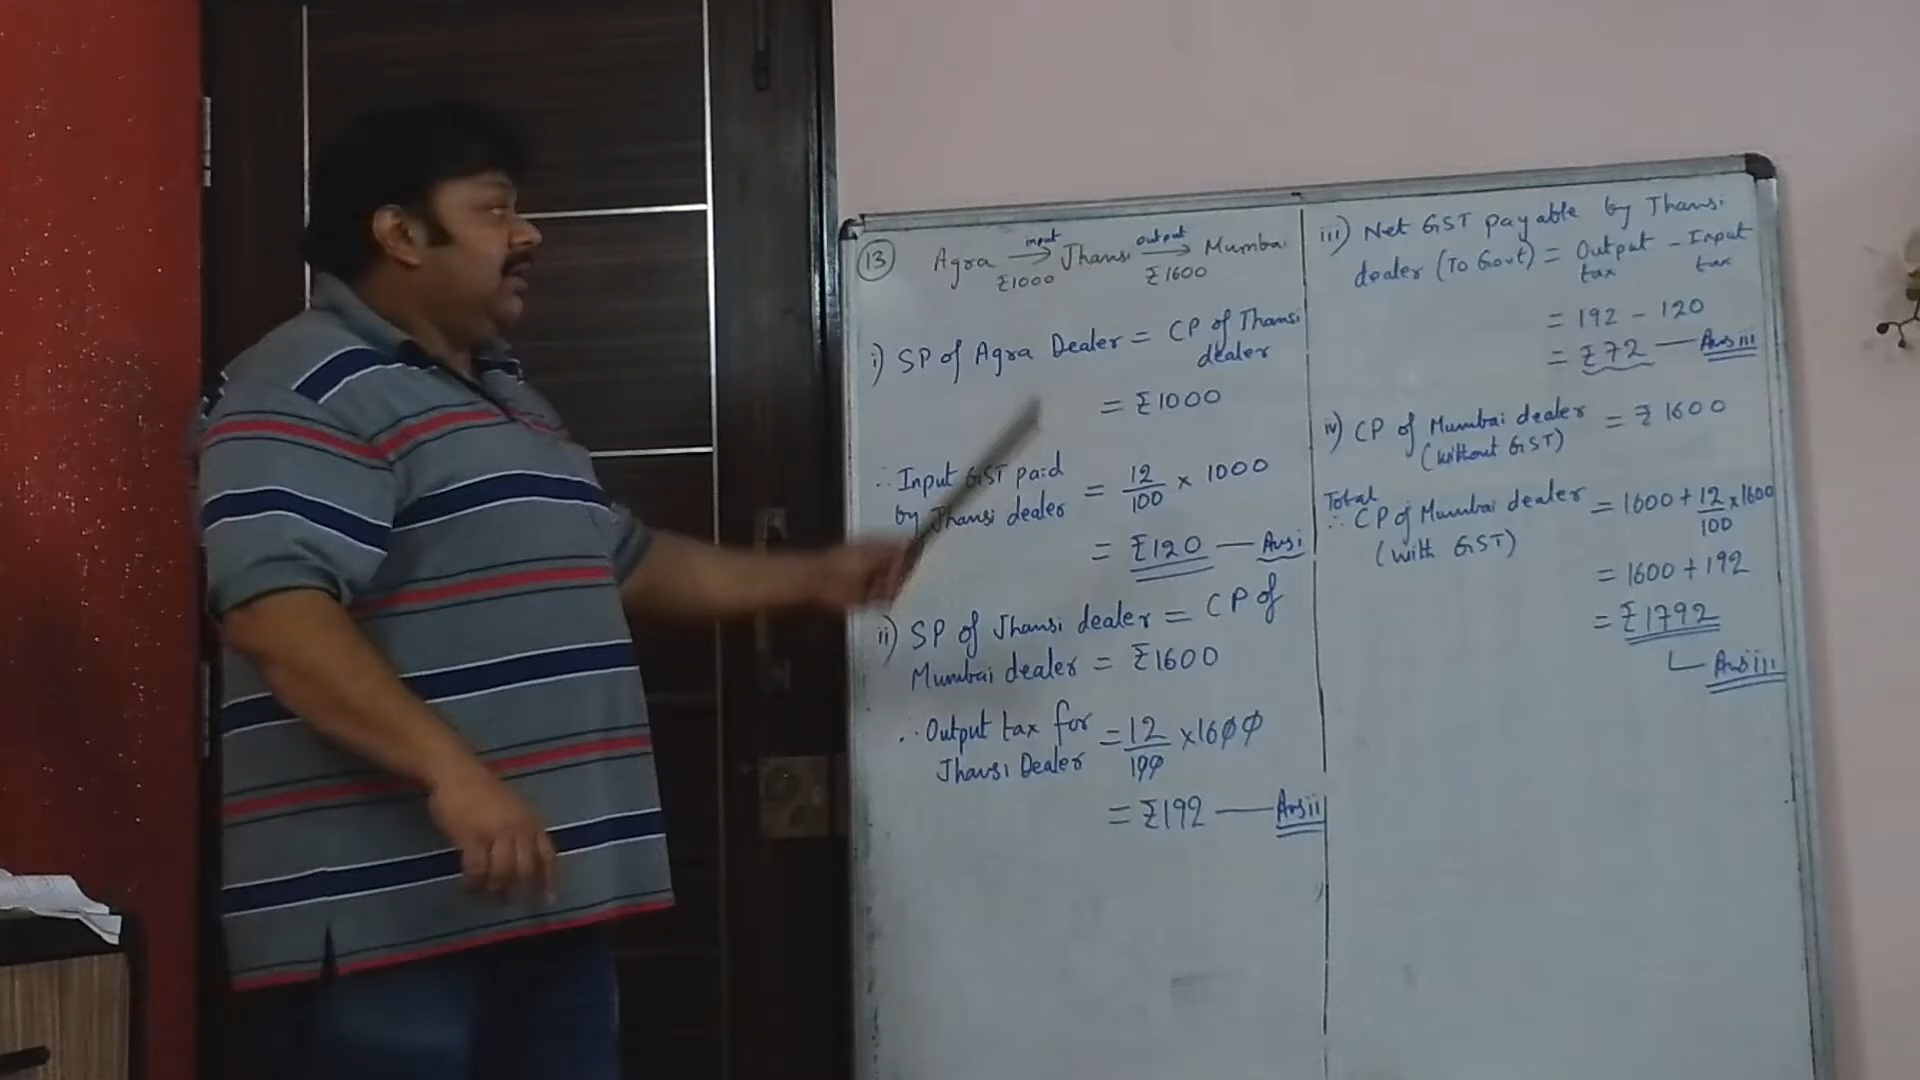 13 Agra input → Jhansi output → Mumbai
₹1000 ₹1600
i) SP of Agra Dealer = CP of Jhansi
dealer
= ₹1000
∴ Input GST paid = 12/100 × 1000
by Jhansi dealer
= ₹120 — Ans i
ii) SP of Jhansi dealer = CP of
Mumbai dealer = ₹1600
∴ Output tax for = 12/100 × 1600
Jhansi Dealer
= ₹192 — Ans ii
iii) Net GST payable by Jhansi
dealer (To Govt) = Output tax - Input tax
= 192 - 120
= ₹72 — Ans iii
iv) CP of Mumbai dealer = ₹1600
(without GST)
Total
∴ CP of Mumbai dealer = 1600 + 12/100 × 1600
(with GST)
= 1600 + 192
= ₹1792
Ans iii